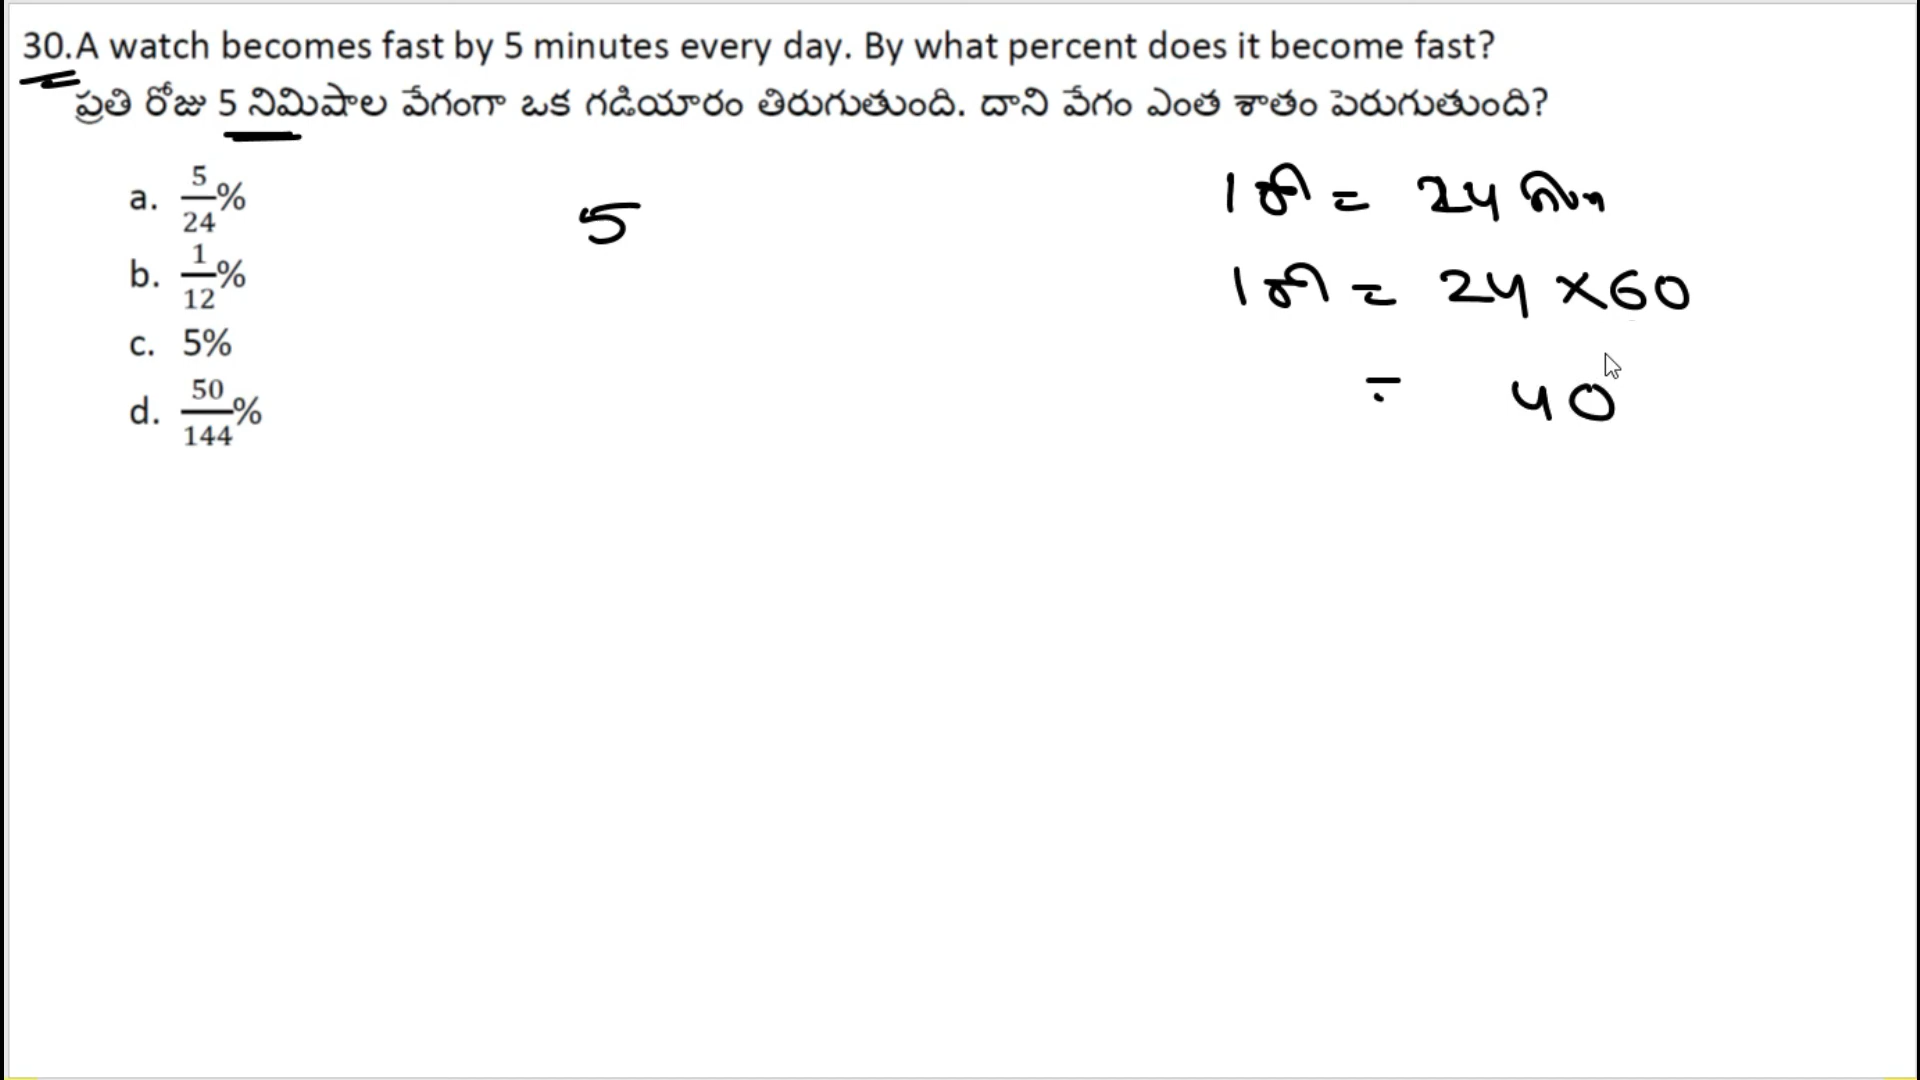 30.A watch becomes fast by 5 minutes every day. By what percent does it become fast?
ప్రతి రోజు 5 నిమిషాల వేగంగా ఒక గడియారం తిరుగుతుంది. దాని వేగం ఎంత శాతం పెరుగుతుంది?
a. 5/24%
b. 1/12%
c. 5%
d. 50/144%
5
1 = 24
1 = 24 × 60
= 40